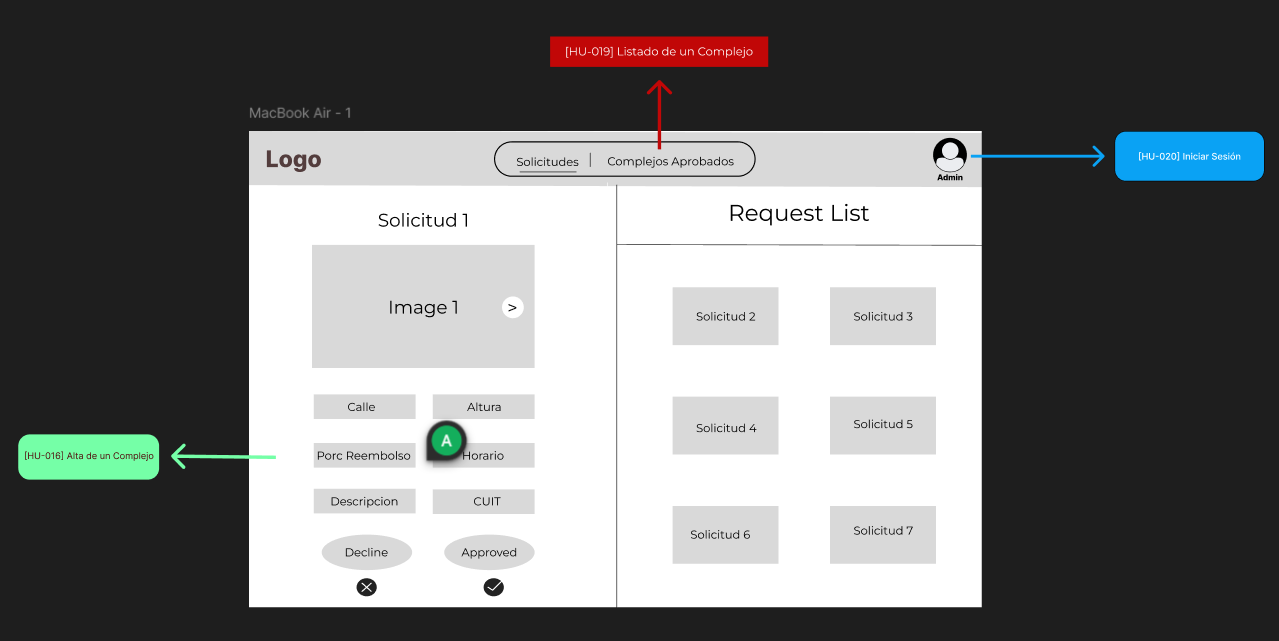 [HU-019] Listado de un Complejo
MacBook Air - 1
Logo
Solicitudes
Complejos Aprobados
Admin
[HU-020] Iniciar Sesión
Solicitud 1
Request List
Image 1
>
Solicitud 2
Solicitud 3
Calle
Altura
Solicitud 4
Solicitud 5
A
[HU-016] Alta de un Complejo
Porc Reembolso
Horario
Descripcion
CUIT
Solicitud 6
Solicitud 7
Decline
Approved